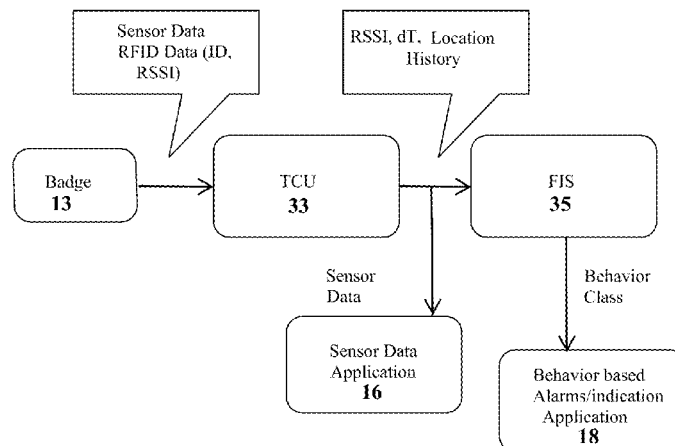 Sensor Data
RFID Data (ID,
RSSI)
RSSI, dT, Location
History
Badge
13
TCU
33
FIS
35
Sensor
Data
Behavior
Class
Sensor Data
Application
16
Behavior based
Alarms/indication
Application
18